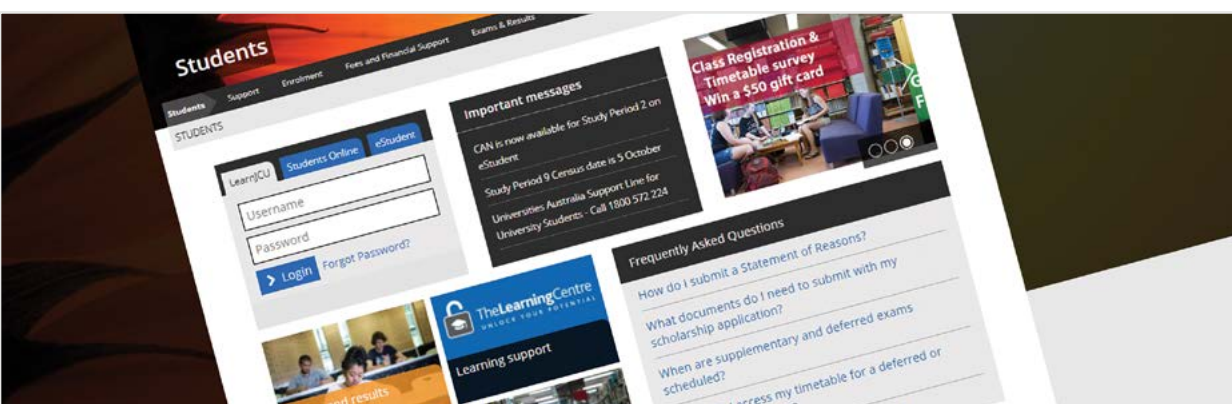 Students
Students
Support
Enrolment
Fees and Financial Support
Exams & Results
STUDENTS
LearnJCU
Students Online
eStudent
Username
Password
Login
Forgot Password?
Important messages
CAN is now available for Study Period 2 on
eStudent
Study Period 9 Census date is 5 October
Universities Australia Support Line for
University Students - Call 1800 572 224
Class Registration &
Timetable survey
Win a $50 gift card
TheLearningCentre
UNLOCK YOUR POTENTIAL
Learning support
results
Frequently Asked Questions
How do I submit a Statement of Reasons?
What documents do I need to submit with my
scholarship application?
When are supplementary and deferred exams
scheduled?
access my timetable for a deferred or